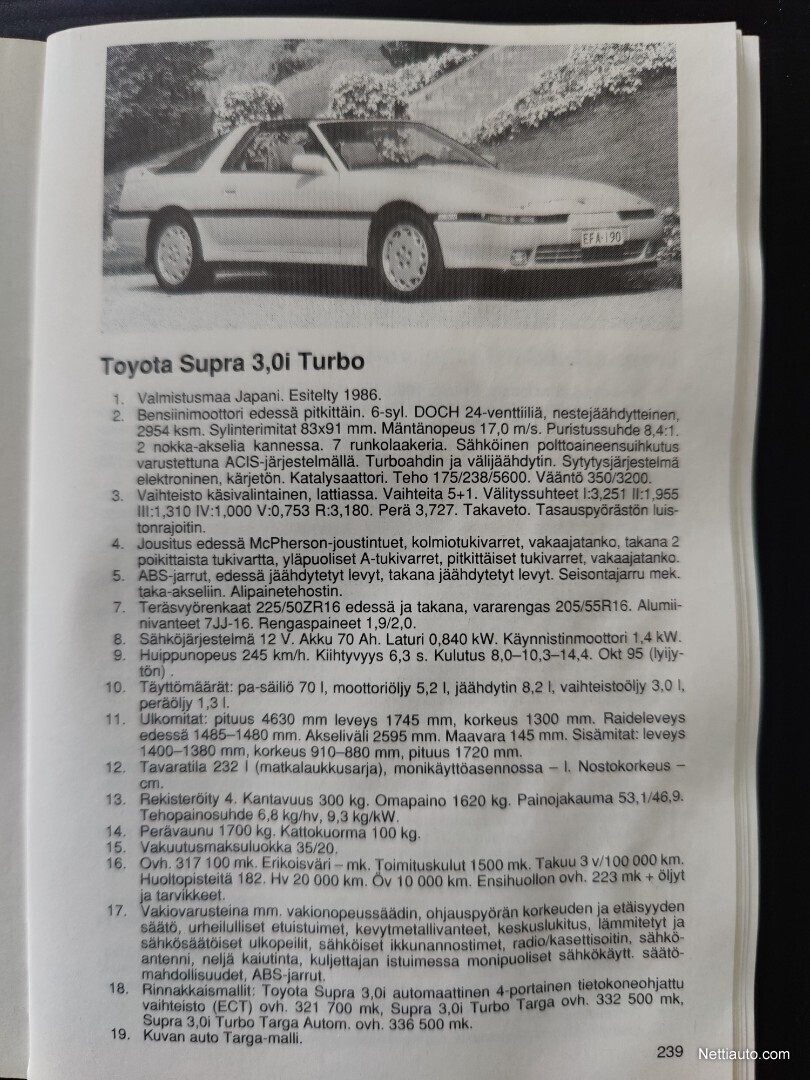 EFA-190
Toyota Supra 3,0i Turbo
1. Valmistusmaa Japani. Esitelty 1986.
2. Bensiinimoottori edessä pitkittäin. 6-syl. DOCH 24-venttiiliä, nestejäähdytteinen,
2954 ksm. Sylinterimitat 83x91 mm. Mäntänopeus 17,0 m/s. Puristussuhde 8,4:1.
2 nokka-akselia kannessa. 7 runkolaakeria. Sähköinen polttoaineensuihkutus
varustettuna ACIS-järjestelmällä. Turboahdin ja välijäähdytin. Sytytysjärjestelmä
elektroninen, kärjetön. Katalysaattori. Teho 175/238/5600. Vääntö 350/3200.
3. Vaihteisto käsivalintainen, lattiassa. Vaihteita 5+1. Välityssuhteet I:3,251 II:1,955
III:1,310 IV:1,000 V:0,753 R:3,180. Perä 3,727. Takaveto. Tasauspyörästön luis-
tonrajoitin.
4. Jousitus edessä McPherson-joustintuet, kolmiotukivarret, vakaajatanko, takana 2
poikittaista tukivartta, yläpuoliset A-tukivarret, pitkittäiset tukivarret, vakaajatanko.
5. ABS-jarrut, edessä jäähdytetyt levyt, takana jäähdytetyt levyt. Seisontajarru mek.
taka-akseliin. Alipainetehostin.
7. Teräsvyörenkaat 225/50ZR16 edessä ja takana, vararengas 205/55R16. Alumii-
nivanteet 7JJ-16. Rengaspaineet 1,9/2,0.
8. Sähköjärjestelmä 12 V. Akku 70 Ah. Laturi 0,840 kW. Käynnistinmoottori 1,4 kW.
9. Huippunopeus 245 km/h. Kiihtyvyys 6,3 s. Kulutus 8,0–10,3–14,4. Okt 95 (lyijy-
tön) .
10. Täyttömäärät: pa-säiliö 70 l, moottoriöljy 5,2 l, jäähdytin 8,2 l, vaihteistoöljy 3,0 l,
peräöljy 1,3 l.
11. Ulkomitat: pituus 4630 mm leveys 1745 mm, korkeus 1300 mm. Raideleveys
edessä 1485–1480 mm. Akseliväli 2595 mm. Maavara 145 mm. Sisämitat: leveys
1400–1380 mm, korkeus 910–880 mm, pituus 1720 mm.
12. Tavaratila 232 l (matkalaukkusarja), monikäyttöasennossa – l. Nostokorkeus –
cm.
13. Rekisteröity 4. Kantavuus 300 kg. Omapaino 1620 kg. Painojakauma 53,1/46,9.
Tehopainosuhde 6,8 kg/hv, 9,3 kg/kW.
14. Perävaunu 1700 kg. Kattokuorma 100 kg.
15. Vakuutusmaksuluokka 35/20.
16. Ovh. 317 100 mk. Erikoisväri – mk. Toimituskulut 1500 mk. Takuu 3 v/100 000 km.
Huoltopisteitä 182. Hv 20 000 km. Öv 10 000 km. Ensihuollon ovh. 223 mk + öljyt
ja tarvikkeet.
17. Vakiovarusteina mm. vakionopeussäädin, ohjauspyörän korkeuden ja etäisyyden
säätö, urheilulliset etuistuimet, kevytmetallivanteet, keskuslukitus, lämmitetyt ja
sähkösäätöiset ulkopeilit, sähköiset ikkunannostimet, radio/kasettisoitin, sähkö-
antenni, neljä kaiutinta, kuljettajan istuimessa monipuoliset sähkökäytt. säätö-
mahdollisuudet, ABS-jarrut.
18. Rinnakkaismallit: Toyota Supra 3,0i automaattinen 4-portainen tietokoneohjattu
vaihteisto (ECT) ovh. 321 700 mk, Supra 3,0i Turbo Targa ovh. 332 500 mk,
Supra 3,0i Turbo Targa Autom. ovh. 336 500 mk.
19. Kuvan auto Targa-malli.
239
Nettiauto.com